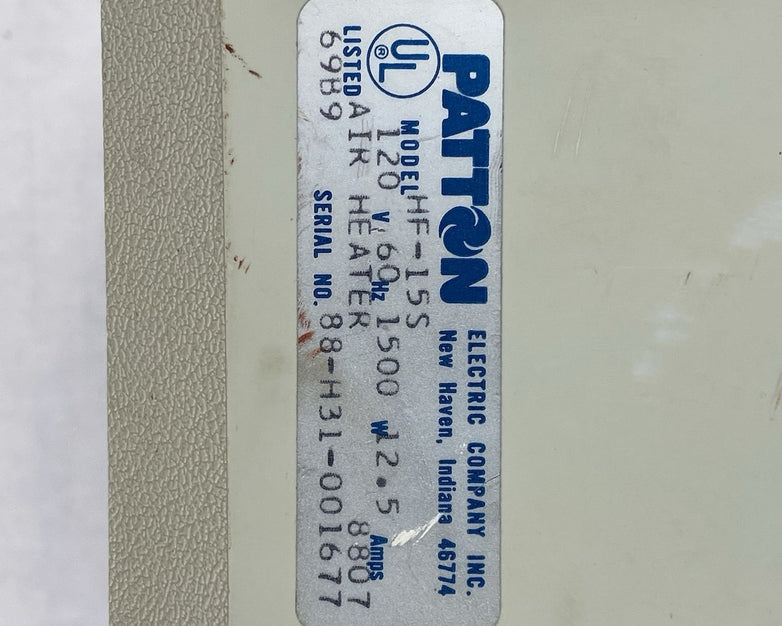 PATTON ELECTRIC COMPANY INC.
New Haven, Indiana 46774
UL ® MODEL HF-15S
120 V 60 Hz 1500 W 12.5 Amps
LISTED AIR HEATER 8807
69B9 SERIAL NO. 88-H31-001677